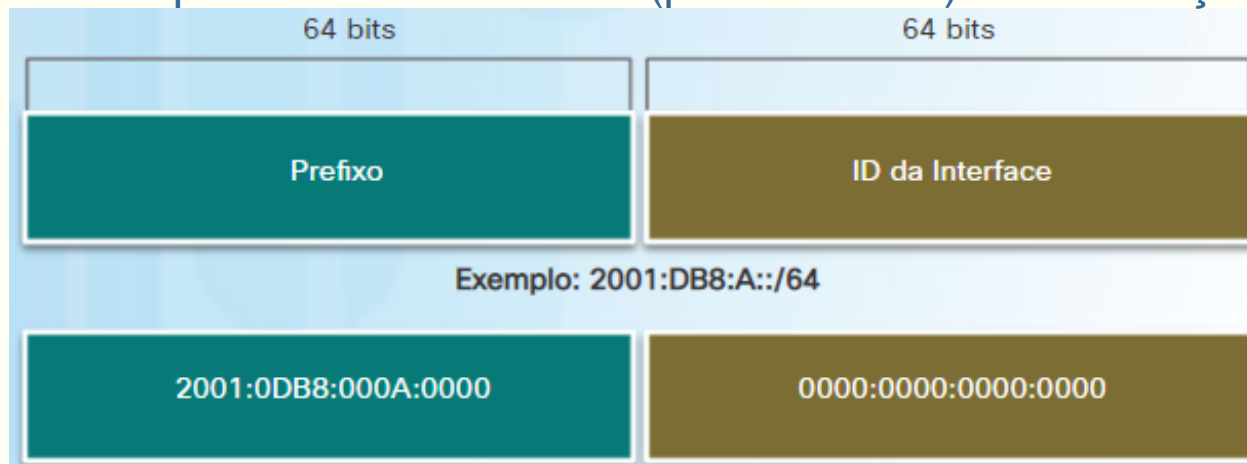 64 bits 64 bits
Prefixo ID da Interface
Exemplo: 2001:DB8:A::/64
2001:0DB8:000A:0000 0000:0000:0000:0000